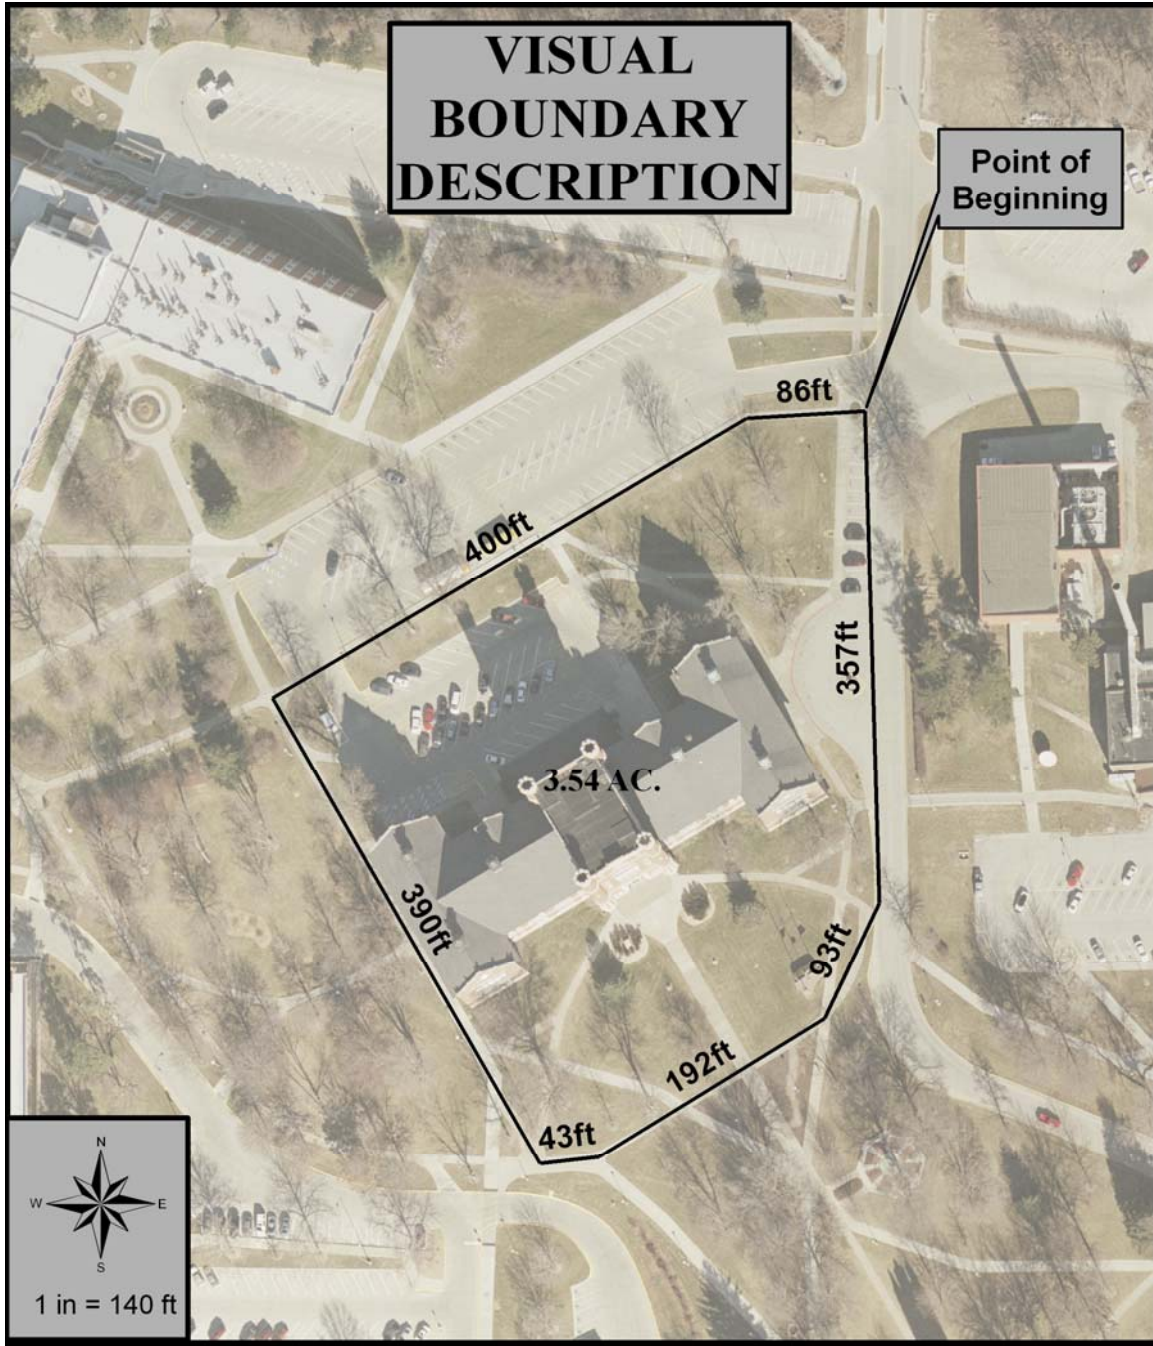 VISUAL
BOUNDARY
DESCRIPTION
Point of
Beginning
86ft
400ft
357ft
3.54 AC.
390ft
93ft
192ft
43ft
N
W
E
S
1 in = 140 ft